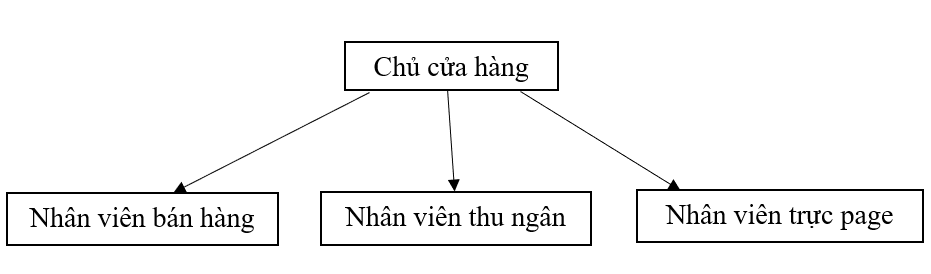 Chủ cửa hàng
Nhân viên bán hàng
Nhân viên thu ngân
Nhân viên trực page